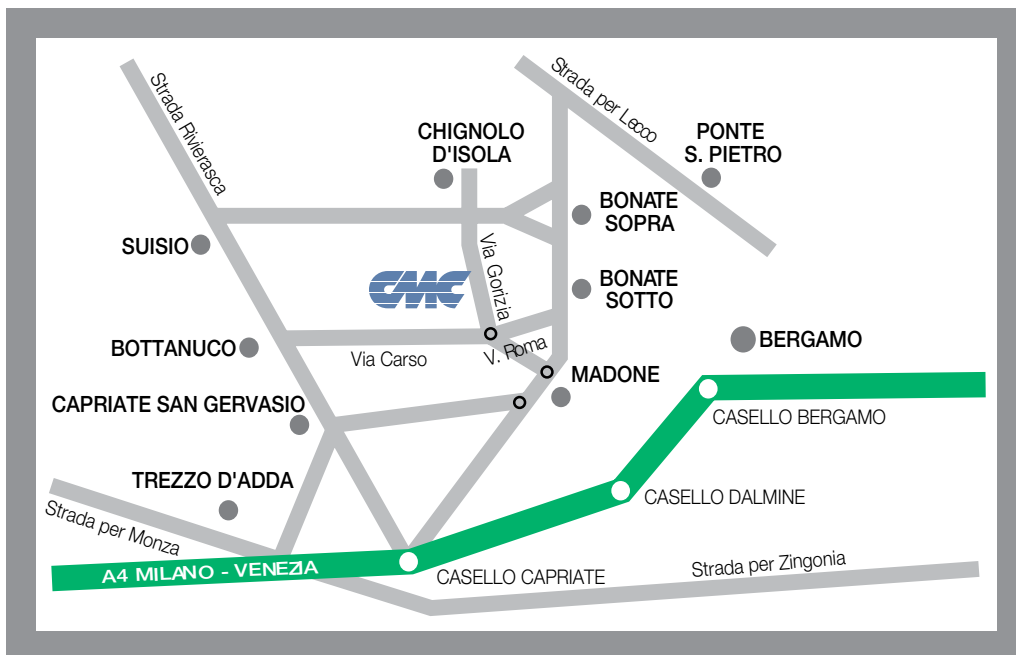 Strada Rivierasca
Strada per Lecco
CHIGNOLO
D'ISOLA
PONTE
S. PIETRO
BONATE
SOPRA
SUISIO
Via Gorizia
CMC
BONATE
SOTTO
BOTTANUCO
Via Carso
V. Roma
BERGAMO
MADONE
CAPRIATE SAN GERVASIO
CASELLO BERGAMO
TREZZO D'ADDA
CASELLO DALMINE
Strada per Monza
A4 MILANO - VENEZIA
CASELLO CAPRIATE
Strada per Zingonia